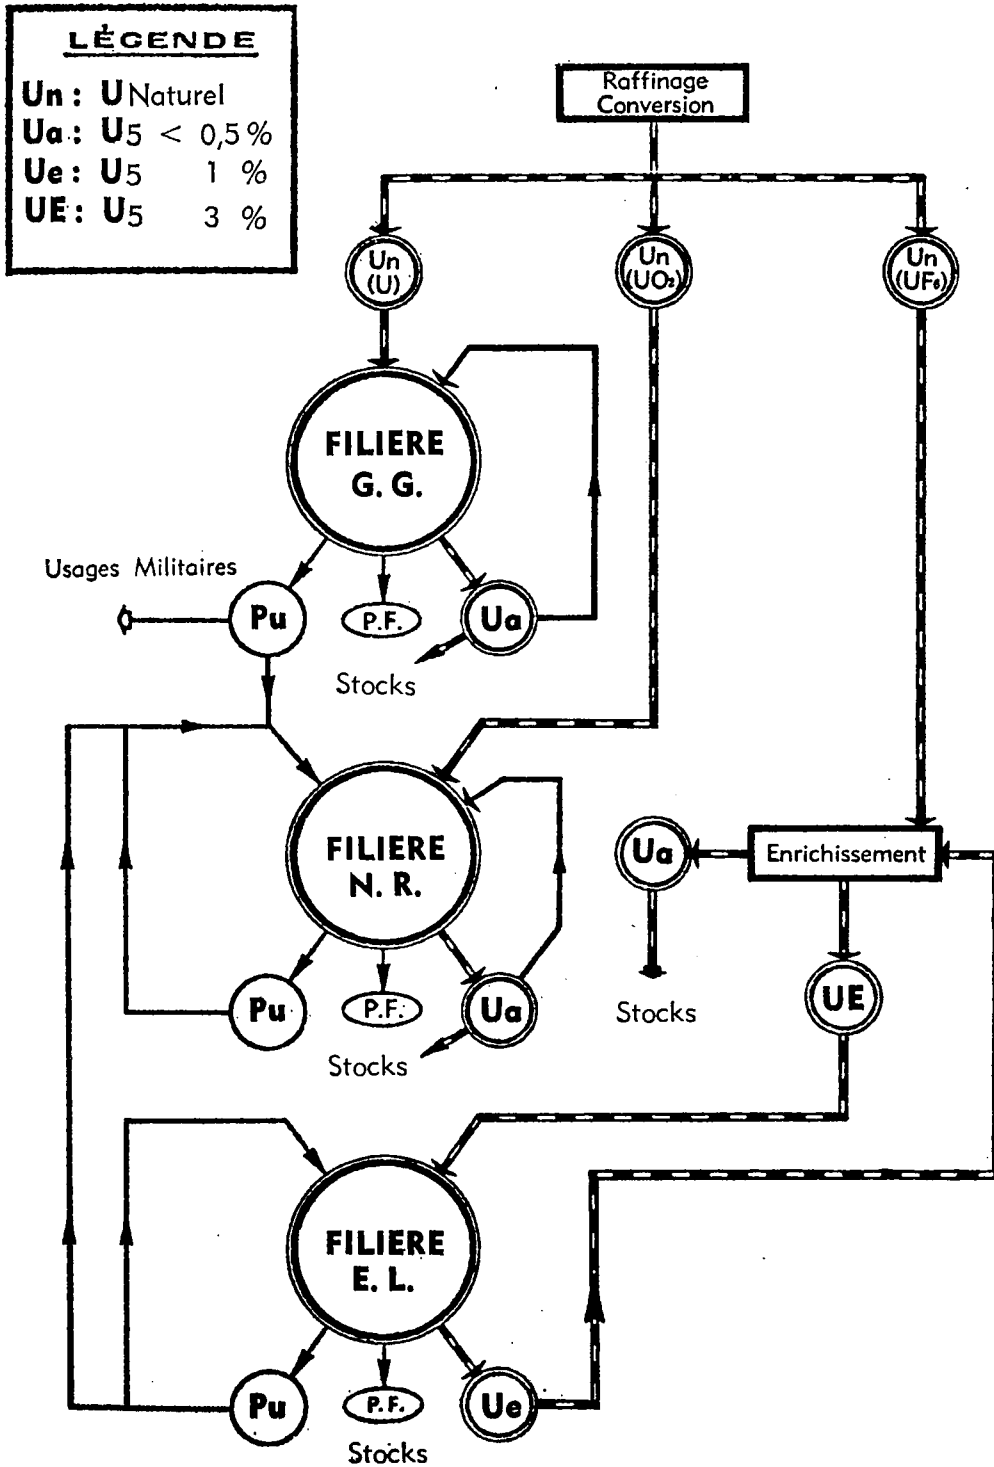 LÉGENDE
Un : U Naturel
Ua : U5 < 0,5 %
Ue : U5 1 %
UE : U5 3 %
Raffinage
Conversion
Un
(U)
Un
(UO₂)
Un
(UF₆)
FILIERE
G. G.
Usages Militaires
Pu
P.F.
Ua
Stocks
FILIERE
N. R.
Ua
Enrichissement
Pu
P.F.
Ua
UE
Stocks
Stocks
FILIERE
E. L.
Pu
P.F.
Ue
Stocks